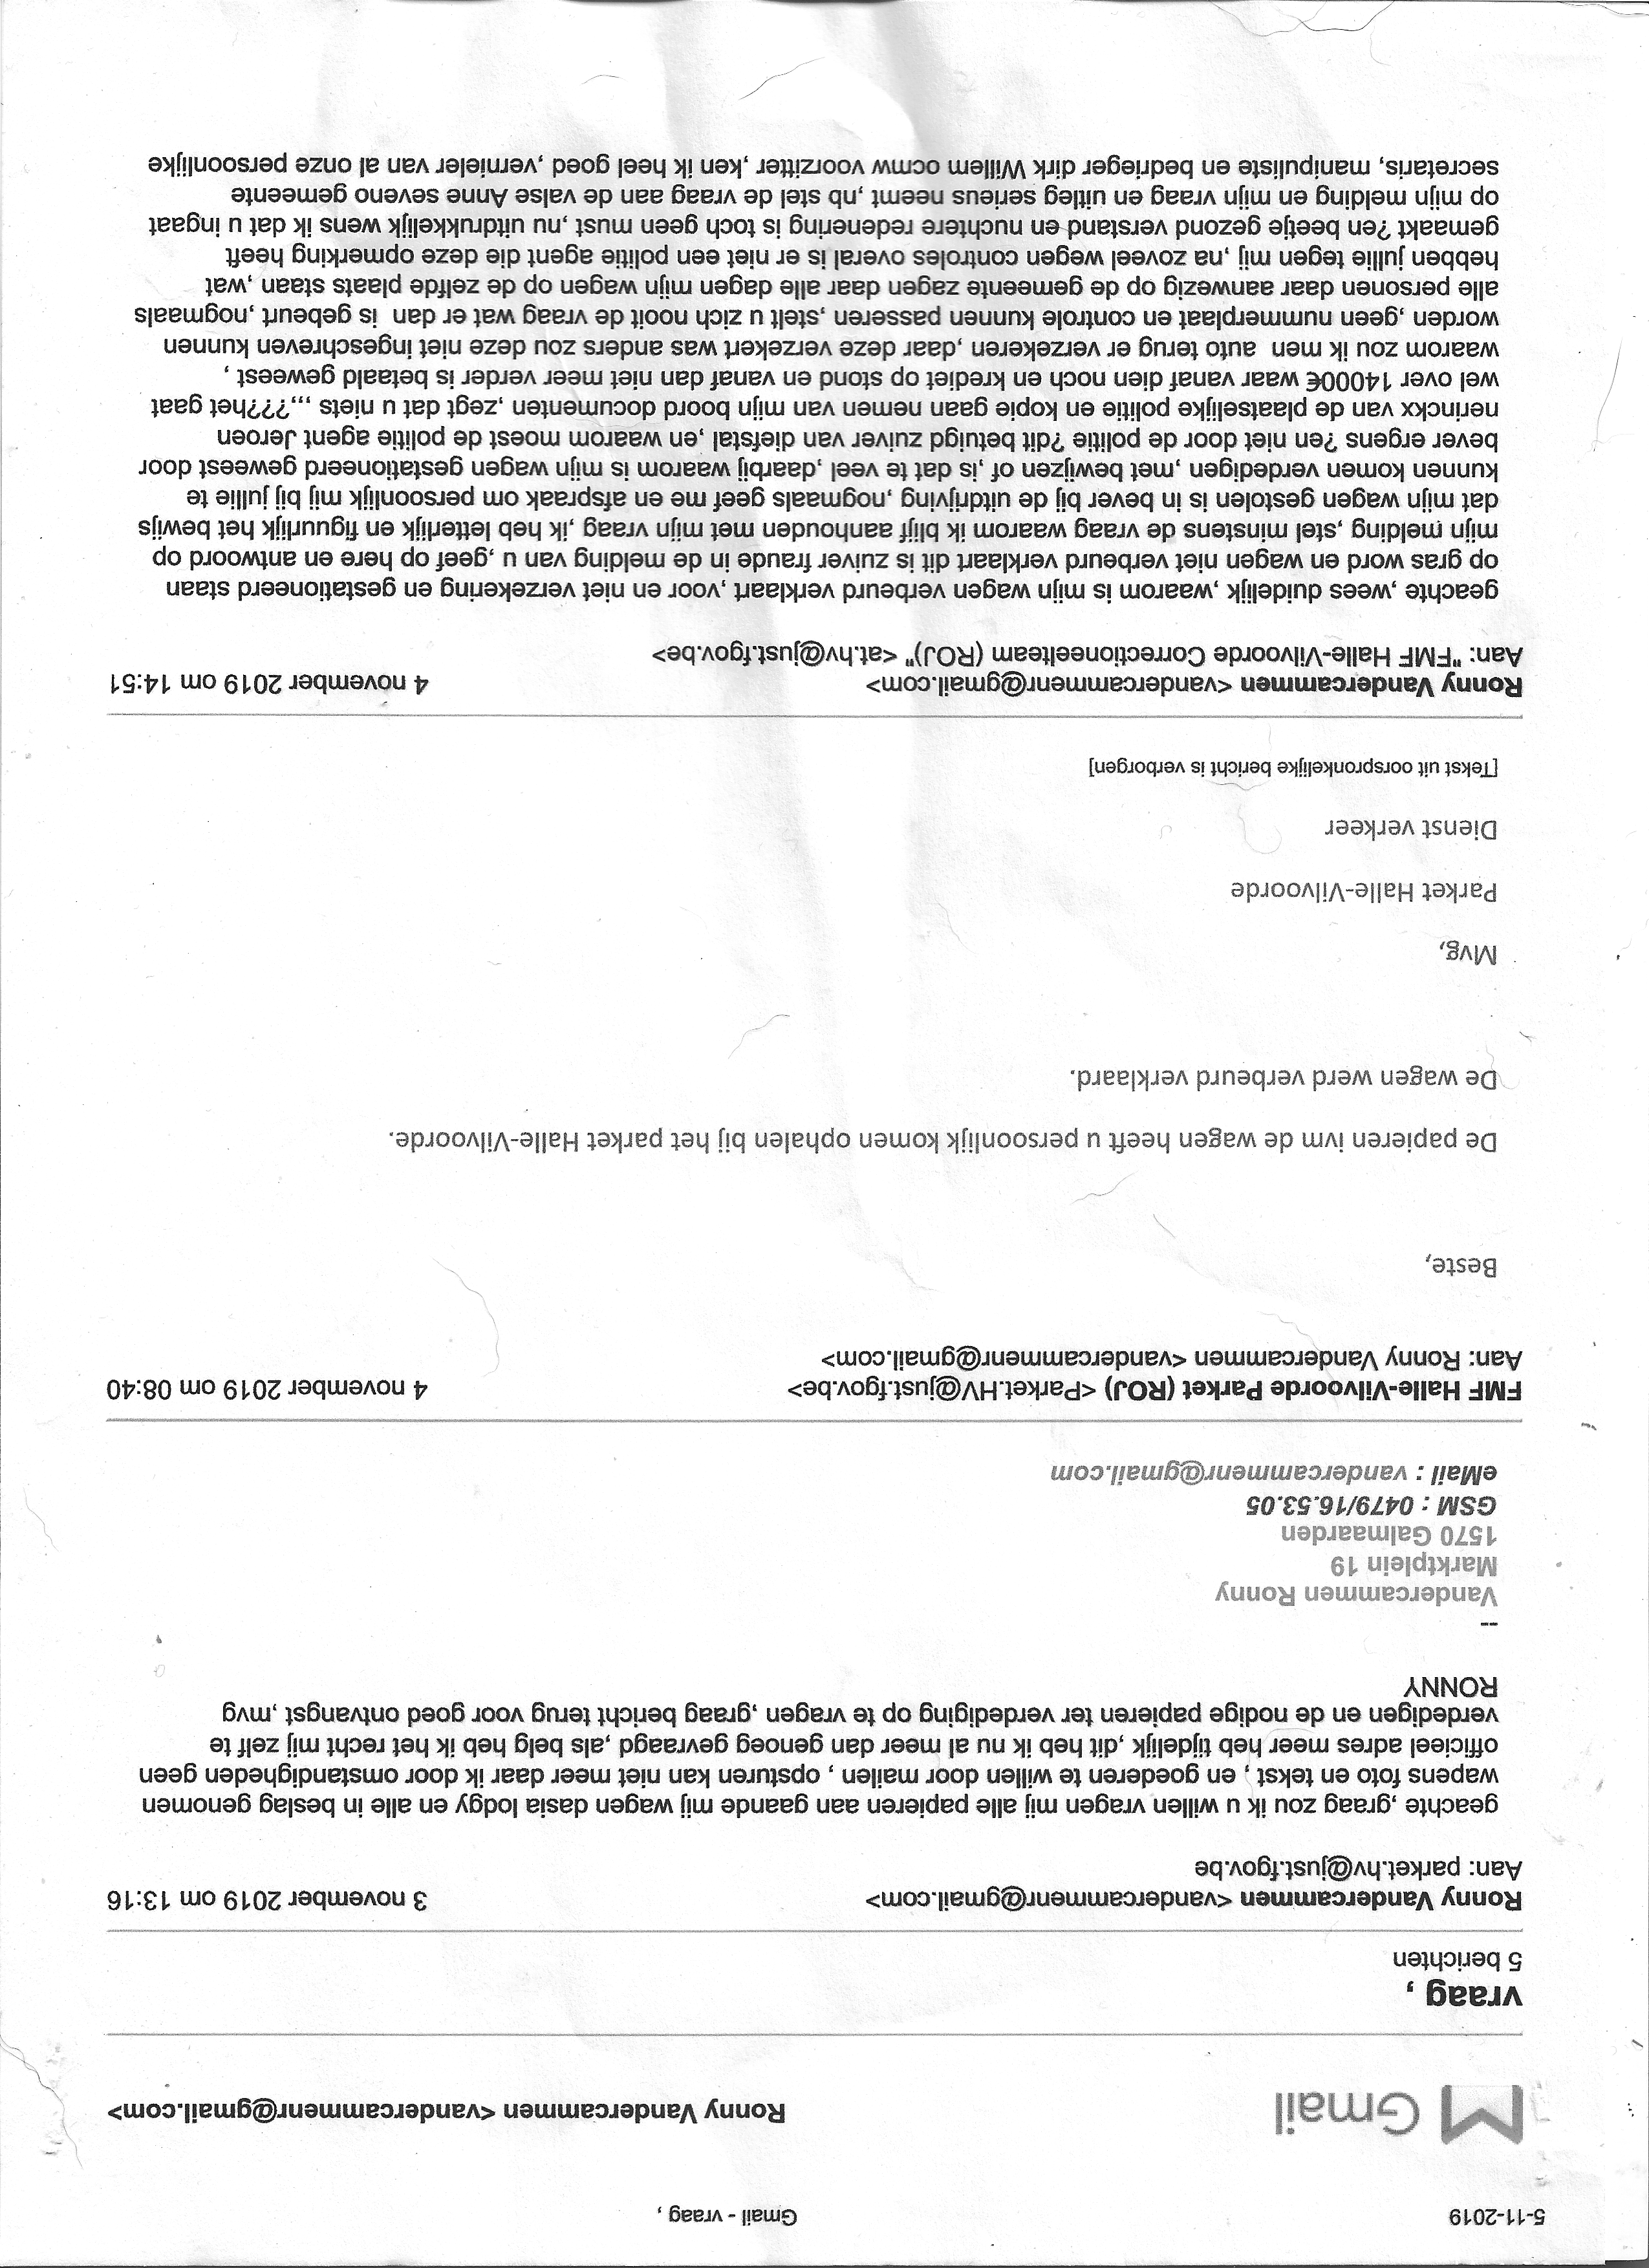 5-11-2019
Gmail - vraag ,
Gmail
Ronny Vandercammen <vandercammenr@gmail.com>
vraag ,
5 berichten
Ronny Vandercammen <vandercammenr@gmail.com>
3 november 2019 om 13:16
Aan: parket.hv@just.fgov.be
geachte ,graag zou ik u willen vragen mij alle papieren aan gaande mij wagen dasia lodgy en alle in beslag genomen
wapens foto en tekst , en goederen te willen door mailen , opsturen kan niet meer daar ik door omstandigheden geen
officieel adres meer heb tijdelijk ,dit heb ik nu al meer dan genoeg gevraagd ,als belg heb ik het recht mij zelf te
verdedigen en de nodige papieren ter verdediging op te vragen ,graag bericht terug voor goed ontvangst ,mvg
RONNY
--
Vandercammen Ronny
Marktplein 19
1570 Galmaarden
GSM : 0479/16.53.05
eMail : vandercammenr@gmail.com
FMF Halle-Vilvoorde Parket (ROJ) <Parket.HV@just.fgov.be>
4 november 2019 om 08:40
Aan: Ronny Vandercammen <vandercammenr@gmail.com>
Beste,
De papieren ivm de wagen heeft u persoonlijk komen ophalen bij het parket Halle-Vilvoorde.
De wagen werd verbeurd verklaard.
Mvg,
Parket Halle-Vilvoorde
Dienst verkeer
[Tekst uit oorspronkelijke bericht is verborgen]
Ronny Vandercammen <vandercammenr@gmail.com>
4 november 2019 om 14:51
Aan: "FMF Halle-Vilvoorde Correctioneelteam (ROJ)" <at.hv@just.fgov.be>
geachte ,wees duidelijk ,waarom is mijn wagen verbeurd verklaart ,voor en niet verzekering en gestationeerd staan
op gras word en wagen niet verbeurd verklaart dit is zuiver fraude in de melding van u ,geef op here en antwoord op
mijn melding ,stel minstens de vraag waarom ik blijf aanhouden met mijn vraag ,ik heb letterlijk en figuurlijk het bewijs
dat mijn wagen gestolen is in bever bij de uitdrijving ,nogmaals geef me en afspraak om persoonlijk mij bij jullie te
kunnen komen verdedigen ,met bewijzen of ,is dat te veel ,daarbij waarom is mijn wagen gestationeerd geweest door
bever ergens ?en niet door de politie ?dit betuigd zuiver van diefstal ,en waarom moest de politie agent Jeroen
nerinckx van de plaatselijke politie en kopie gaan nemen van mijn boord documenten ,zegt dat u niets ,,,???het gaat
wel over 14000€ waar vanaf dien noch en krediet op stond en vanaf dan niet meer verder is betaald geweest ,
waarom zou ik men auto terug er verzekeren ,daar deze verzekert was anders zou deze niet ingeschreven kunnen
worden ,geen nummerplaat en controle kunnen passeren ,stelt u zich nooit de vraag wat er dan is gebeurt ,nogmaals
alle personen daar aanwezig op de gemeente zagen daar alle dagen mijn wagen op de zelfde plaats staan ,wat
hebben jullie tegen mij ,na zoveel wegen controles overal is er niet een politie agent die deze opmerking heeft
gemaakt ?en beetje gezond verstand en nuchtere redenering is toch geen must ,nu uitdrukkelijk wens ik dat u ingaat
op mijn melding en mijn vraag en uitleg serieus neemt ,nb stel de vraag aan de valse Anne seveno gemeente
secretaris, manipuliste en bedrieger dirk Willem ocmw voorzitter ,ken ik heel goed ,vernieler van al onze persoonlijke